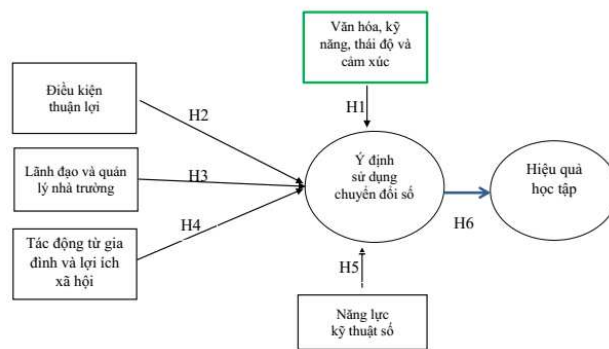 Văn hóa, kỹ
năng, thái độ và
cảm xúc
Điều kiện
thuận lợi
H2
H1
Lãnh đạo và quản
lý nhà trường
H3
Ý định
sử dụng
chuyển đổi số
Hiệu quả
học tập
H4
H6
Tác động từ gia
đình và lợi ích
xã hội
H5
Năng lực
kỹ thuật số